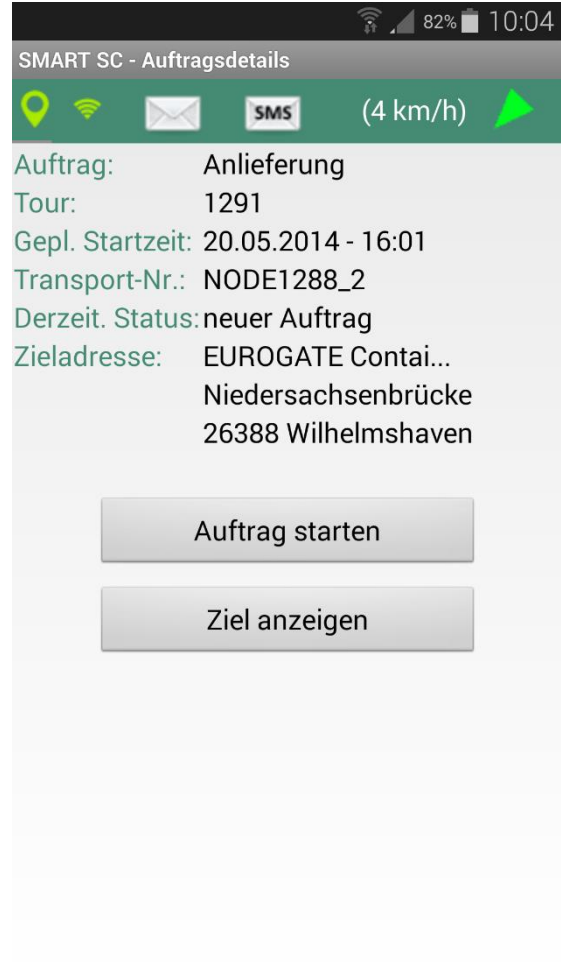 82% 10:04
SMART SC - Auftragsdetails
SMS (4 km/h)
Auftrag: Anlieferung
Tour: 1291
Gepl. Startzeit: 20.05.2014 - 16:01
Transport-Nr.: NODE1288_2
Derzeit. Status: neuer Auftrag
Zieladresse: EUROGATE Contai...
Niedersachsenbrücke
26388 Wilhelmshaven
Auftrag starten
Ziel anzeigen